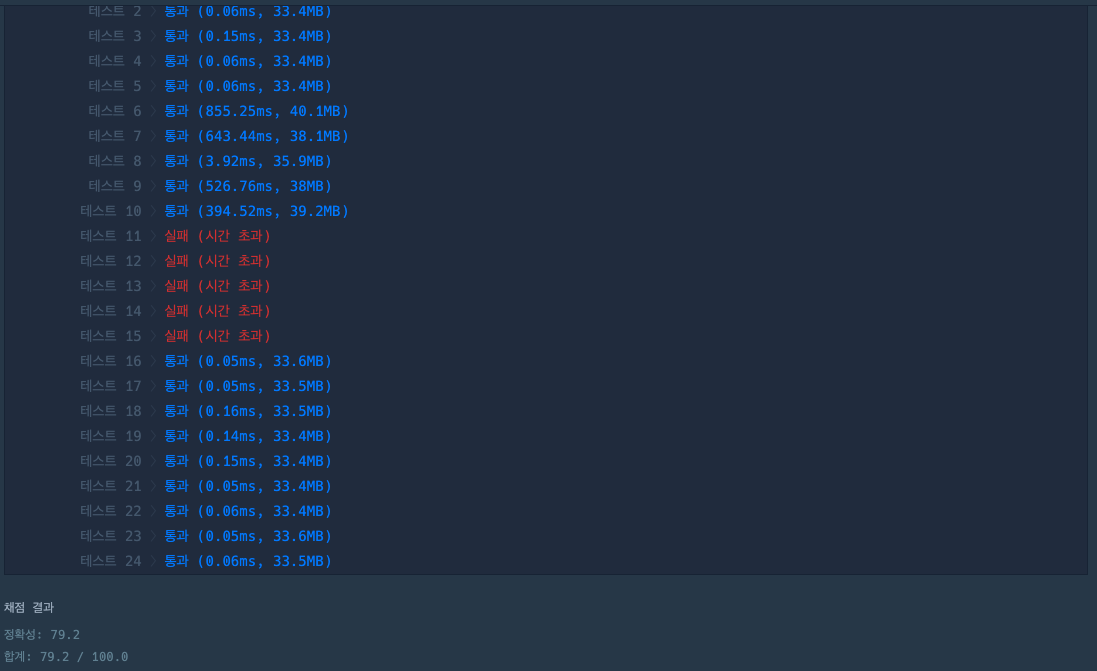 테스트 2 〉 통과 (0.06ms, 33.4MB)
테스트 3 〉 통과 (0.15ms, 33.4MB)
테스트 4 〉 통과 (0.06ms, 33.4MB)
테스트 5 〉 통과 (0.06ms, 33.4MB)
테스트 6 〉 통과 (855.25ms, 40.1MB)
테스트 7 〉 통과 (643.44ms, 38.1MB)
테스트 8 〉 통과 (3.92ms, 35.9MB)
테스트 9 〉 통과 (526.76ms, 38MB)
테스트 10 〉 통과 (394.52ms, 39.2MB)
테스트 11 〉 실패 (시간 초과)
테스트 12 〉 실패 (시간 초과)
테스트 13 〉 실패 (시간 초과)
테스트 14 〉 실패 (시간 초과)
테스트 15 〉 실패 (시간 초과)
테스트 16 〉 통과 (0.05ms, 33.6MB)
테스트 17 〉 통과 (0.05ms, 33.5MB)
테스트 18 〉 통과 (0.16ms, 33.5MB)
테스트 19 〉 통과 (0.14ms, 33.4MB)
테스트 20 〉 통과 (0.15ms, 33.4MB)
테스트 21 〉 통과 (0.05ms, 33.4MB)
테스트 22 〉 통과 (0.06ms, 33.4MB)
테스트 23 〉 통과 (0.05ms, 33.6MB)
테스트 24 〉 통과 (0.06ms, 33.5MB)
채점 결과
정확성: 79.2
합계: 79.2 / 100.0